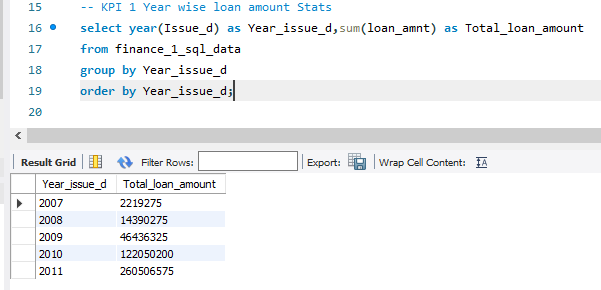 15 -- KPI 1 Year wise loan amount Stats
16 select year(Issue_d) as Year_issue_d,sum(loan_amnt) as Total_loan_amount
17 from finance_1_sql_data
18 group by Year_issue_d
19 order by Year_issue_d;
20
Result Grid Filter Rows: Export: Wrap Cell Content: IA
Year_issue_d Total_loan_amount
2007 2219275
2008 14390275
2009 46436325
2010 122050200
2011 260506575